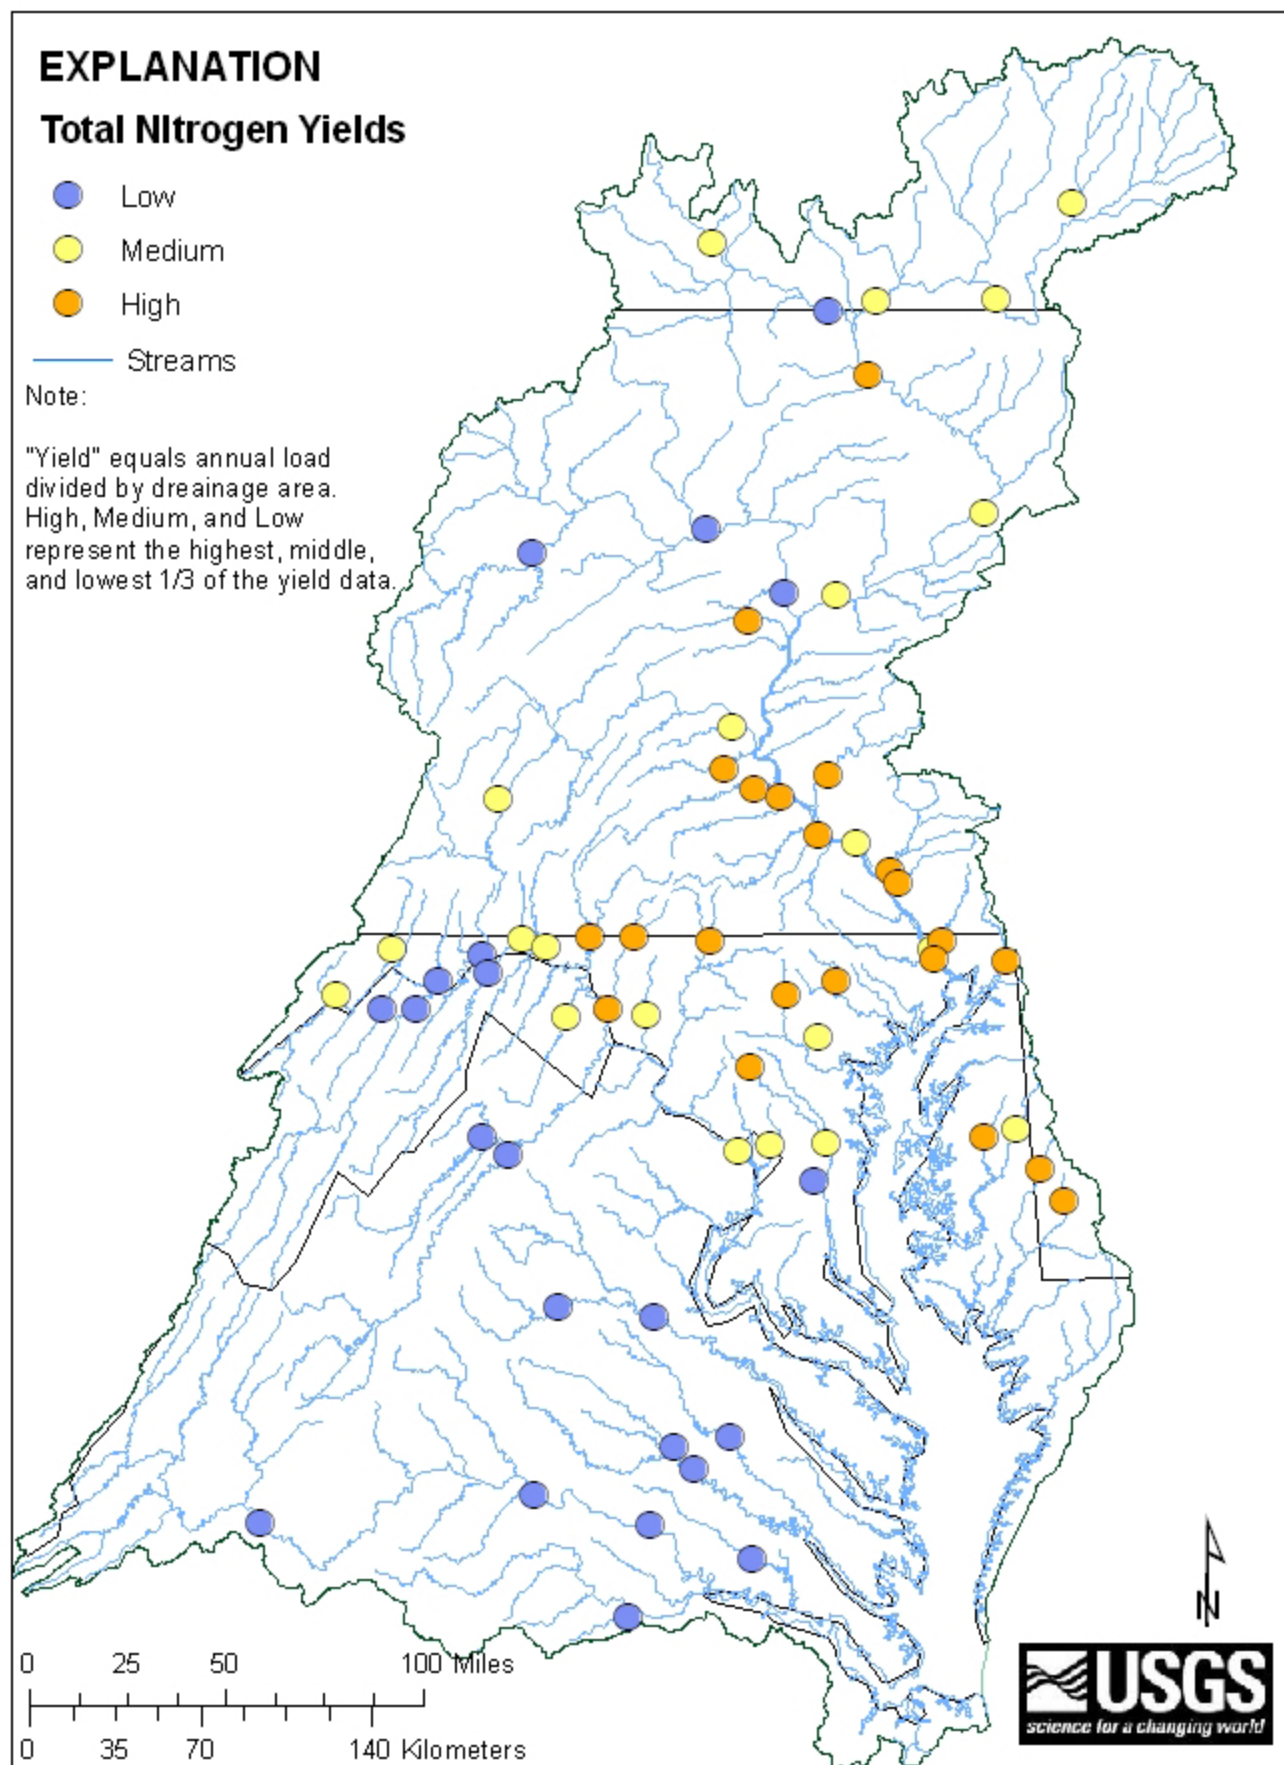 EXPLANATION
Total NItrogen Yields
Low
Medium
High
Streams
Note:
"Yield" equals annual load
divided by dreainage area.
High, Medium, and Low
represent the highest, middle,
and lowest 1/3 of the yield data.
0 25 50 100 Miles
0 35 70 140 Kilometers
N
USGS
science for a changing world